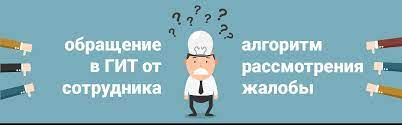 обращение
в ГИТ от
сотрудника
алгоритм
рассмотрения
жалобы